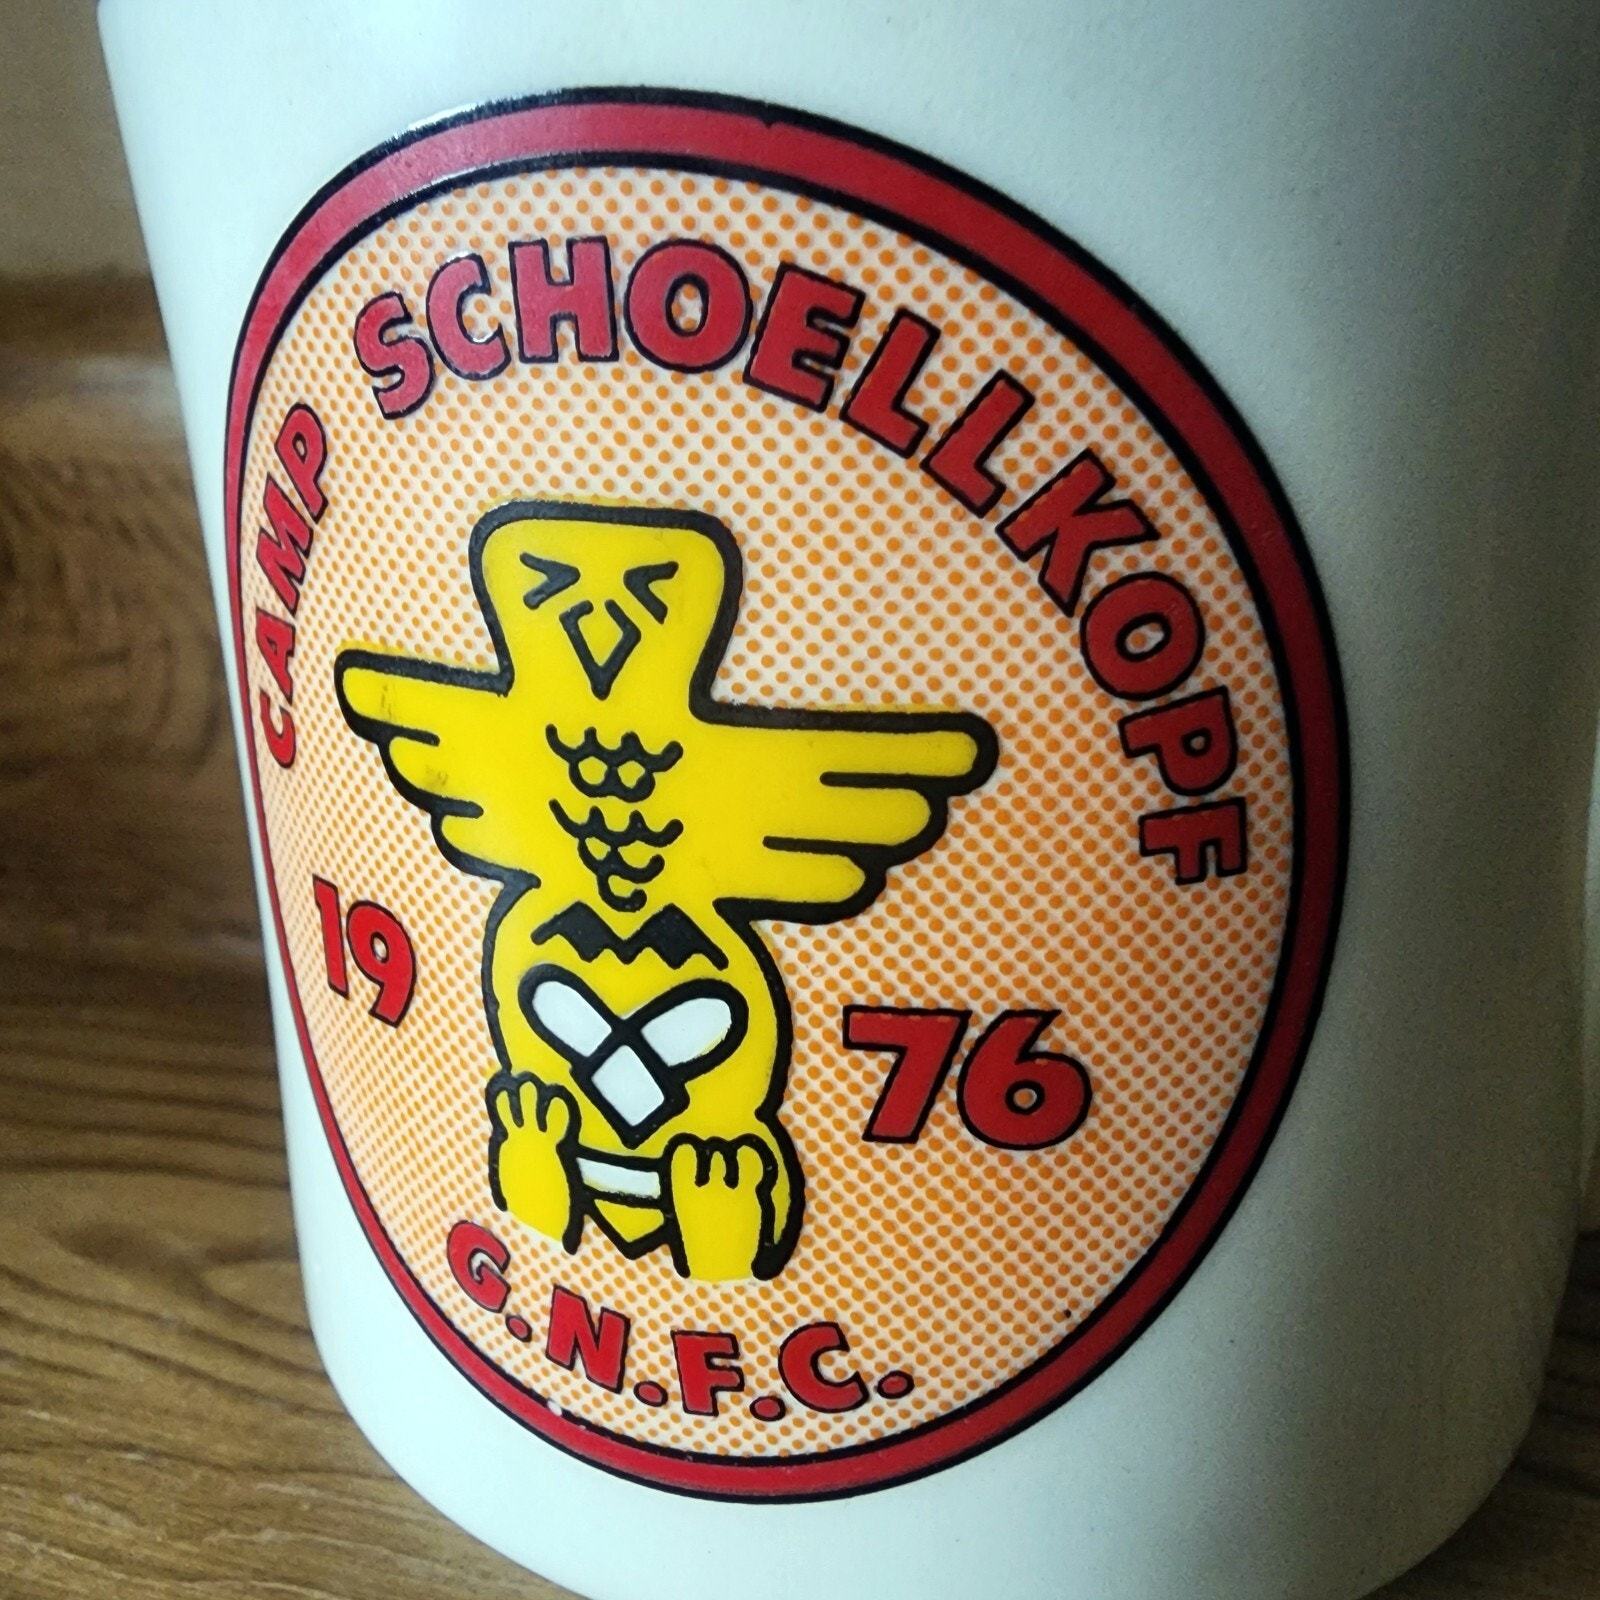 CAMP SCHOELLKOPF
19 76
G.N.F.C.